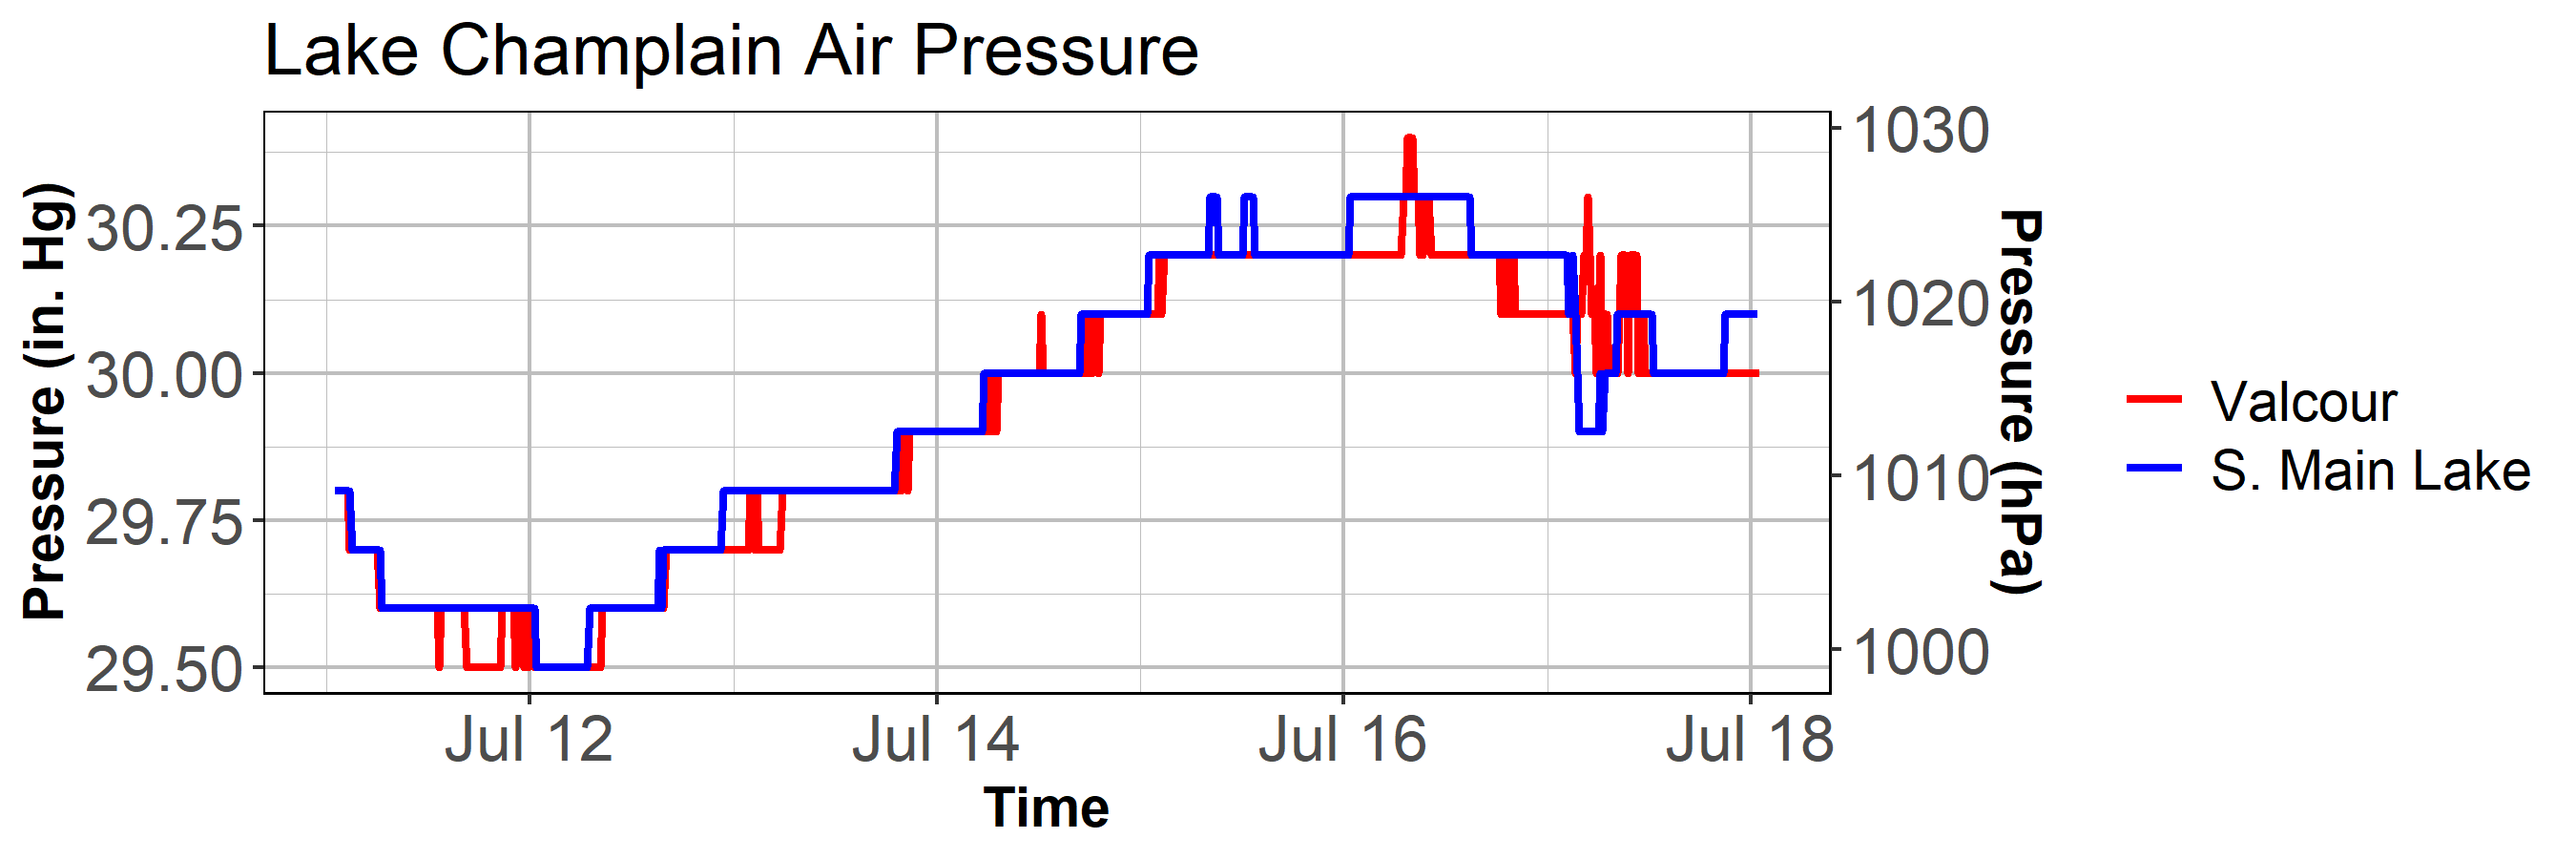 Lake Champlain Air Pressure
Pressure (in. Hg)
30.25
30.00
29.75
29.50
1030
1020
1010
1000
Pressure (hPa)
Jul 12
Jul 14
Jul 16
Jul 18
Time
Valcour
S. Main Lake